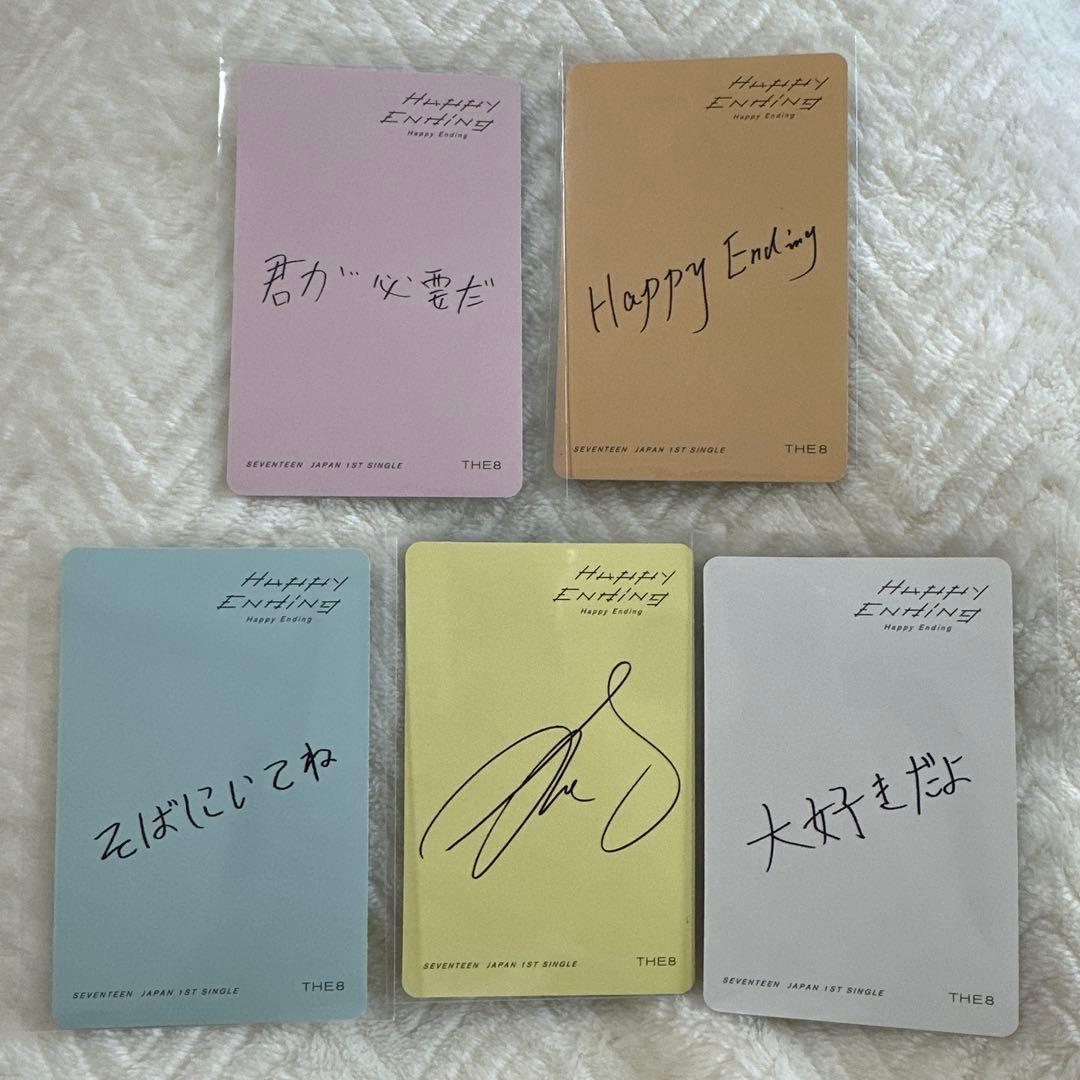 Happy
Ending
Happy Ending
君が必要だ
SEVENTEEN JAPAN 1ST SINGLE THE8
Happy
Ending
Happy Ending
Happy Ending
SEVENTEEN JAPAN 1ST SINGLE THE8
Happy
Ending
Happy Ending
そばにいてね
SEVENTEEN JAPAN 1ST SINGLE THE8
Happy
Ending
Happy Ending
The 8
SEVENTEEN JAPAN 1ST SINGLE THE8
Happy
Ending
Happy Ending
大好きだよ
SEVENTEEN JAPAN 1ST SINGLE THE8